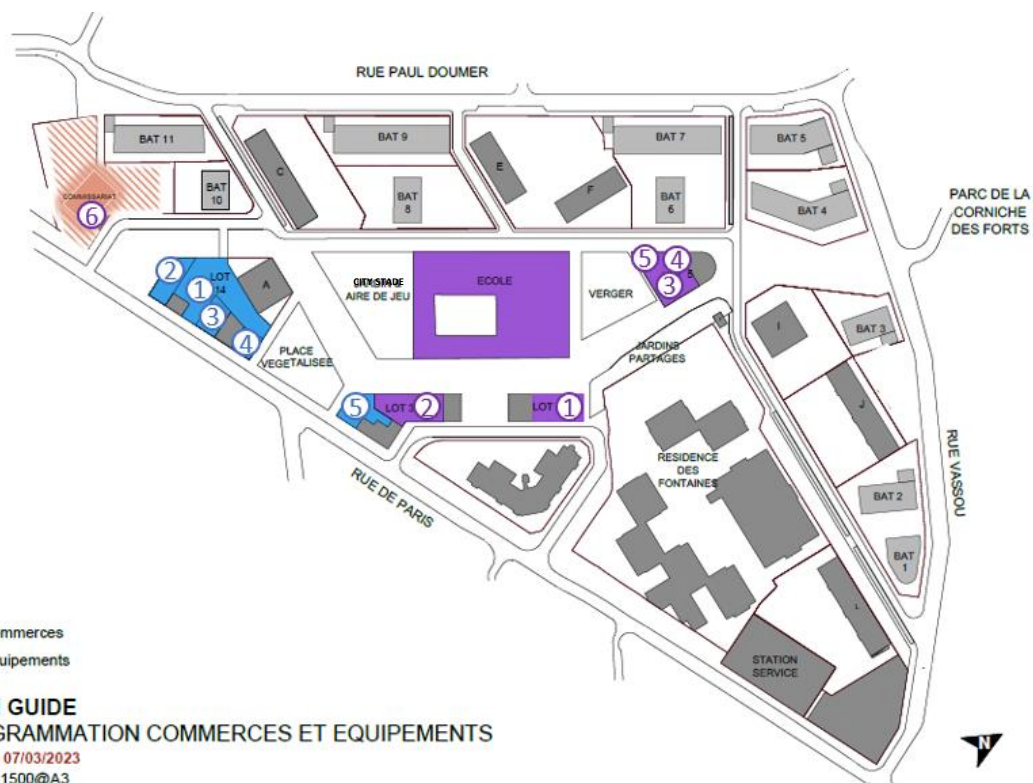 RUE PAUL DOUMER
BAT 11
BAT 9
BAT 7
BAT 5
C
E
F
COMMISSARIAT
6
BAT
10
BAT
8
BAT
6
BAT 4
PARC DE LA
CORNICHE
DES FORTS
2
LOT
14
1
3
4
A
CITY STADE
AIRE DE JEU
ECOLE
VERGER
5
4
3
PLACE
VEGETALISEE
JARDINS
PARTAGES
I
BAT 3
J
5
LOT 3
2
LOT
1
RUE DE PARIS
RESIDENCE
DES
FONTAINES
RUE VASSOU
BAT 2
BAT
1
L
STATION
SERVICE
ommerces
quipements
GUIDE
GRAMMATION COMMERCES ET EQUIPEMENTS
07/03/2023
1500@A3
N